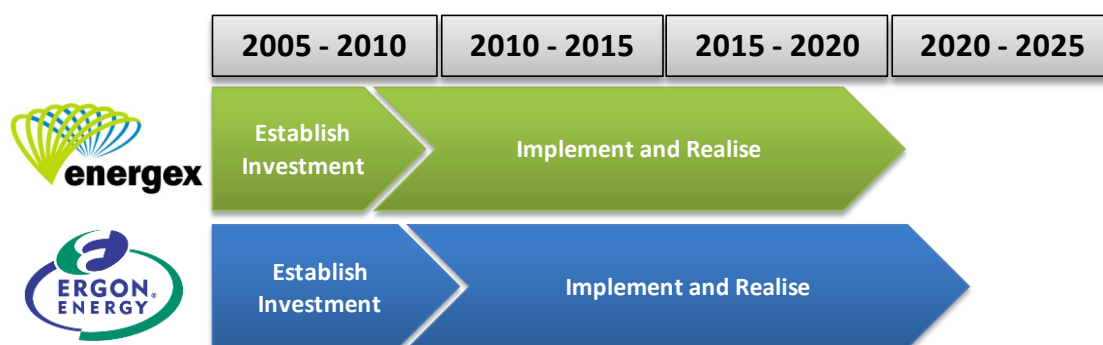 2005 - 2010
2010 - 2015
2015 - 2020
2020 - 2025
energex
Establish
Investment
Implement and Realise
ERGON®
ENERGY
Establish
Investment
Implement and Realise